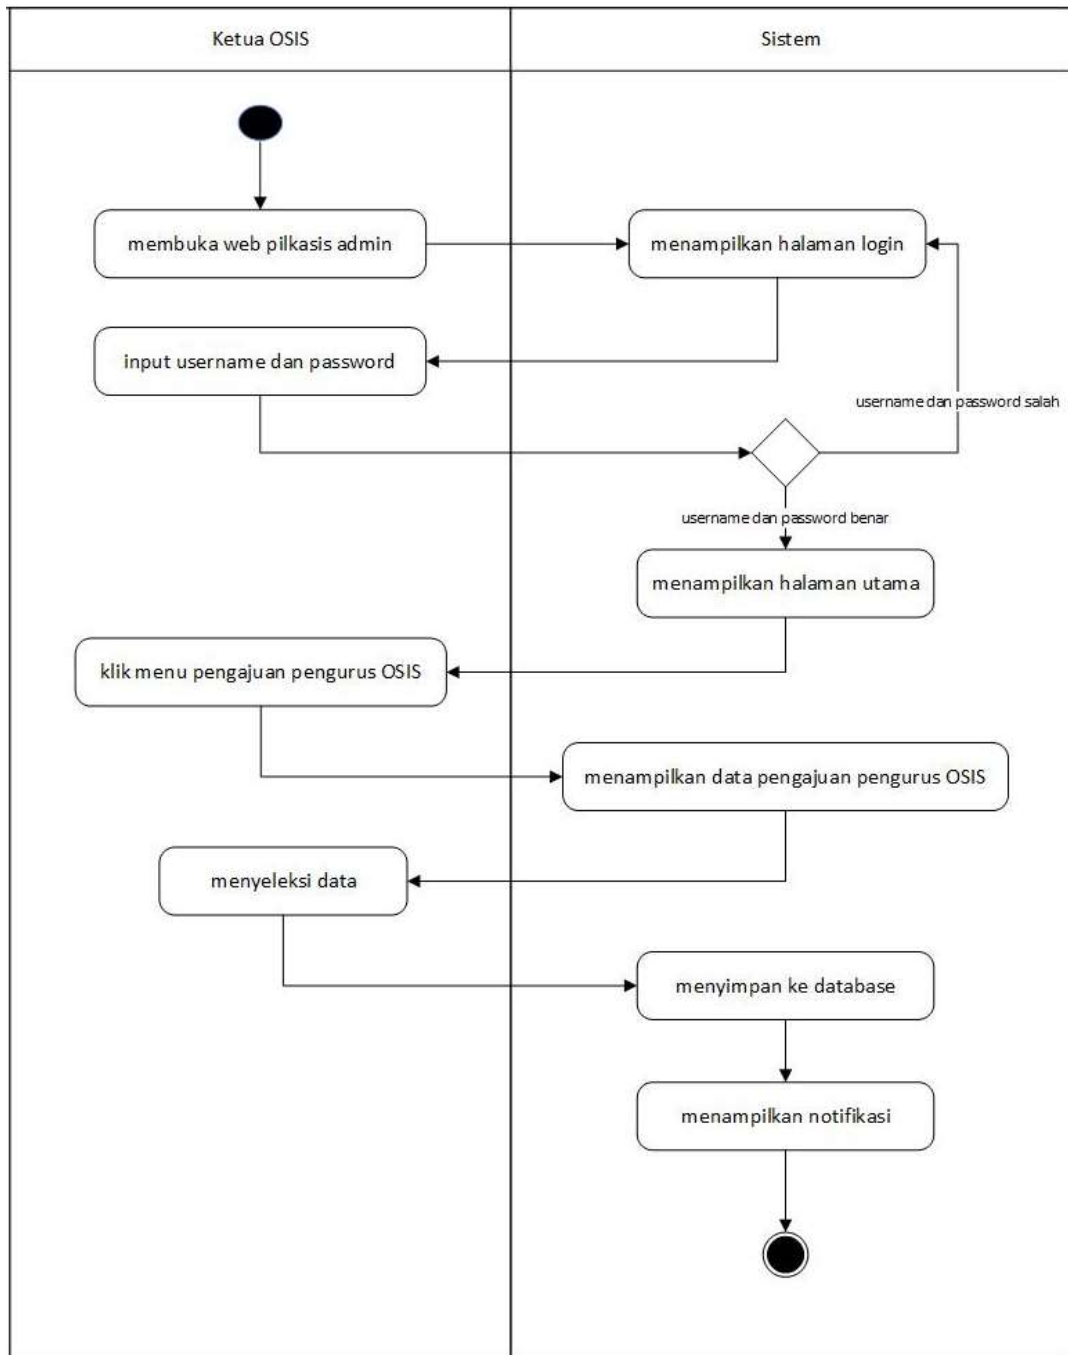 Ketua OSIS
Sistem
membuka web pilkasis admin
menampilkan halaman login
input username dan password
username dan password salah
username dan password benar
menampilkan halaman utama
klik menu pengajuan pengurus OSIS
menampilkan data pengajuan pengurus OSIS
menyeleksi data
menyimpan ke database
menampilkan notifikasi